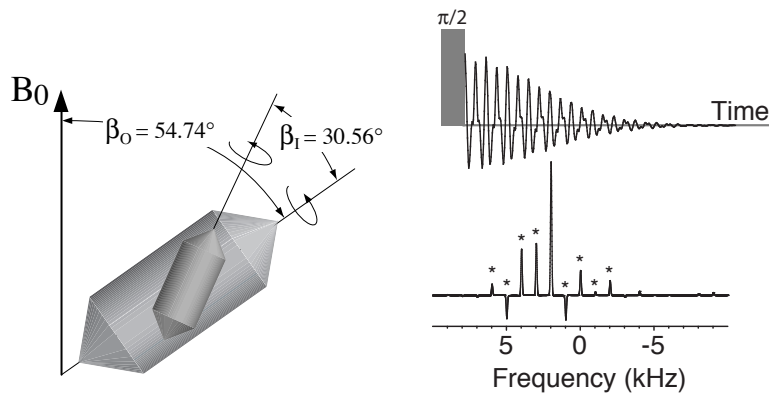 B0
βO = 54.74°
βI = 30.56°
π/2
Time
* * * * * * * *
5 0 -5
Frequency (kHz)